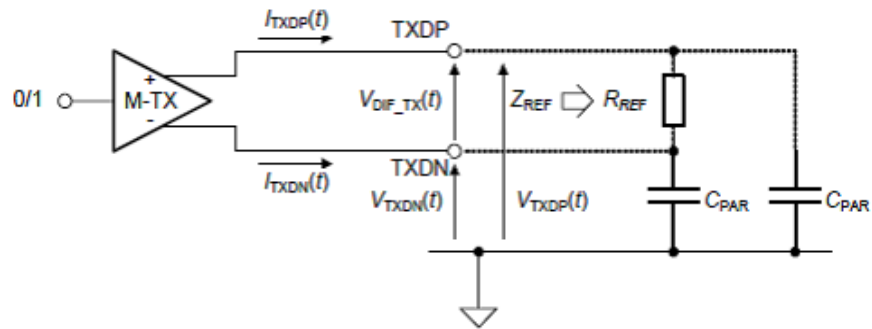 I_TXDP(t) TXDP
0/1 + M-TX - V_DIF_TX(t) Z_REF R_REF
TXDN
I_TXDN(t) V_TXDN(t) V_TXDP(t) C_PAR C_PAR